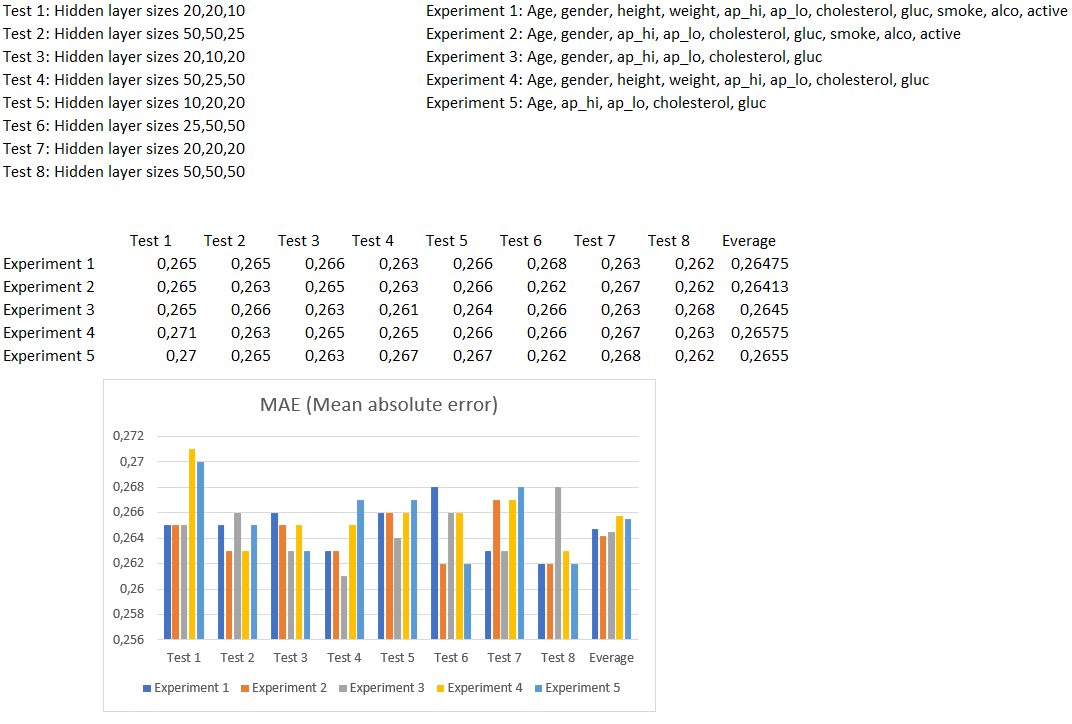 Test 1: Hidden layer sizes 20,20,10
Experiment 1: Age, gender, height, weight, ap_hi, ap_lo, cholesterol, gluc, smoke, alco, active
Test 2: Hidden layer sizes 50,50,25
Experiment 2: Age, gender, ap_hi, ap_lo, cholesterol, gluc, smoke, alco, active
Test 3: Hidden layer sizes 20,10,20
Experiment 3: Age, gender, ap_hi, ap_lo, cholesterol, gluc
Test 4: Hidden layer sizes 50,25,50
Experiment 4: Age, gender, height, weight, ap_hi, ap_lo, cholesterol, gluc
Test 5: Hidden layer sizes 10,20,20
Experiment 5: Age, ap_hi, ap_lo, cholesterol, gluc
Test 6: Hidden layer sizes 25,50,50
Test 7: Hidden layer sizes 20,20,20
Test 8: Hidden layer sizes 50,50,50
Test 1 Test 2 Test 3 Test 4 Test 5 Test 6 Test 7 Test 8 Everage
Experiment 1 0,265 0,265 0,266 0,263 0,266 0,268 0,263 0,262 0,26475
Experiment 2 0,265 0,263 0,265 0,263 0,266 0,262 0,267 0,262 0,26413
Experiment 3 0,265 0,266 0,263 0,261 0,264 0,266 0,263 0,268 0,2645
Experiment 4 0,271 0,263 0,265 0,265 0,266 0,266 0,267 0,263 0,26575
Experiment 5 0,27 0,265 0,263 0,267 0,267 0,262 0,268 0,262 0,2655
MAE (Mean absolute error)
0,272
0,27
0,268
0,266
0,264
0,262
0,26
0,258
0,256
Test 1 Test 2 Test 3 Test 4 Test 5 Test 6 Test 7 Test 8 Everage
Experiment 1 Experiment 2 Experiment 3 Experiment 4 Experiment 5